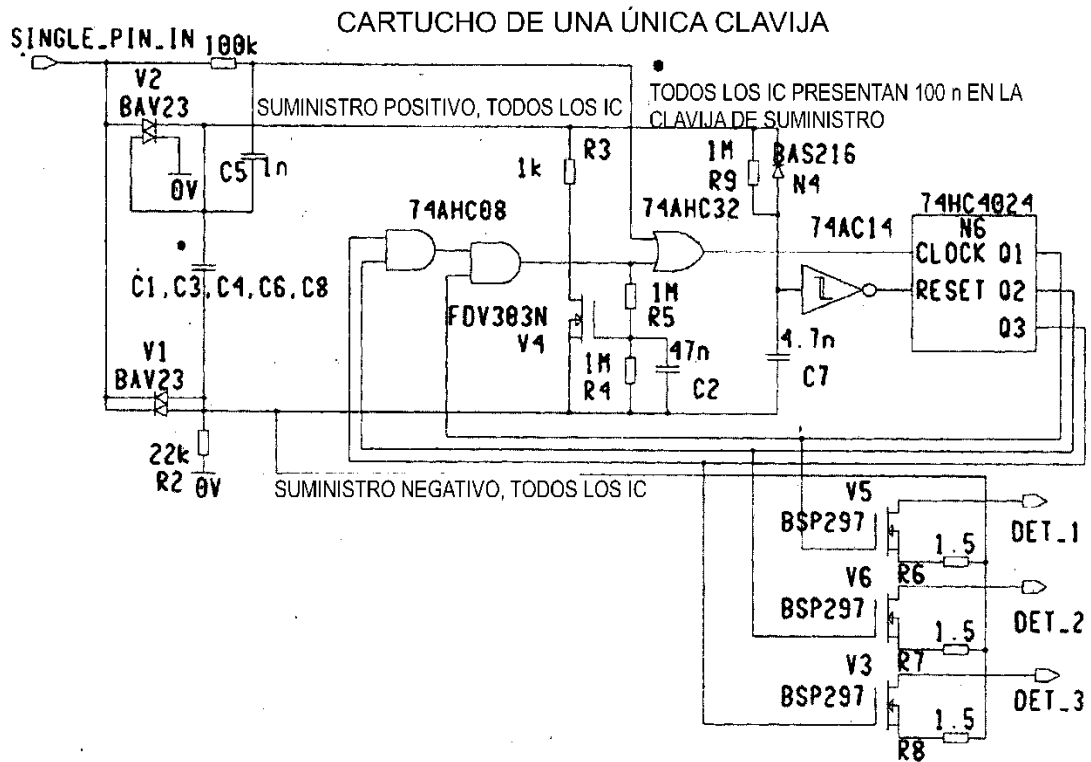 CARTUCHO DE UNA ÚNICA CLAVIJA
SINGLE_PIN_IN
100k
V2
BAV23
SUMINISTRO POSITIVO, TODOS LOS IC
TODOS LOS IC PRESENTAN 100 n EN LA
CLAVIJA DE SUMINISTRO
0V
C5
1n
1k
R3
1M
R9
BAS216
N4
74AHC08
74AHC32
74AC14
74HC4024
N6
CLOCK Q1
RESET Q2
Q3
C1,C3,C4,C6,C8
FDV303N
V4
1M
R5
1M
R4
47n
C2
4.7n
C7
V1
BAV23
22k
R2
0V
SUMINISTRO NEGATIVO, TODOS LOS IC
V5
BSP297
1.5
R6
DET_1
V6
BSP297
1.5
R7
DET_2
V3
BSP297
1.5
R8
DET_3